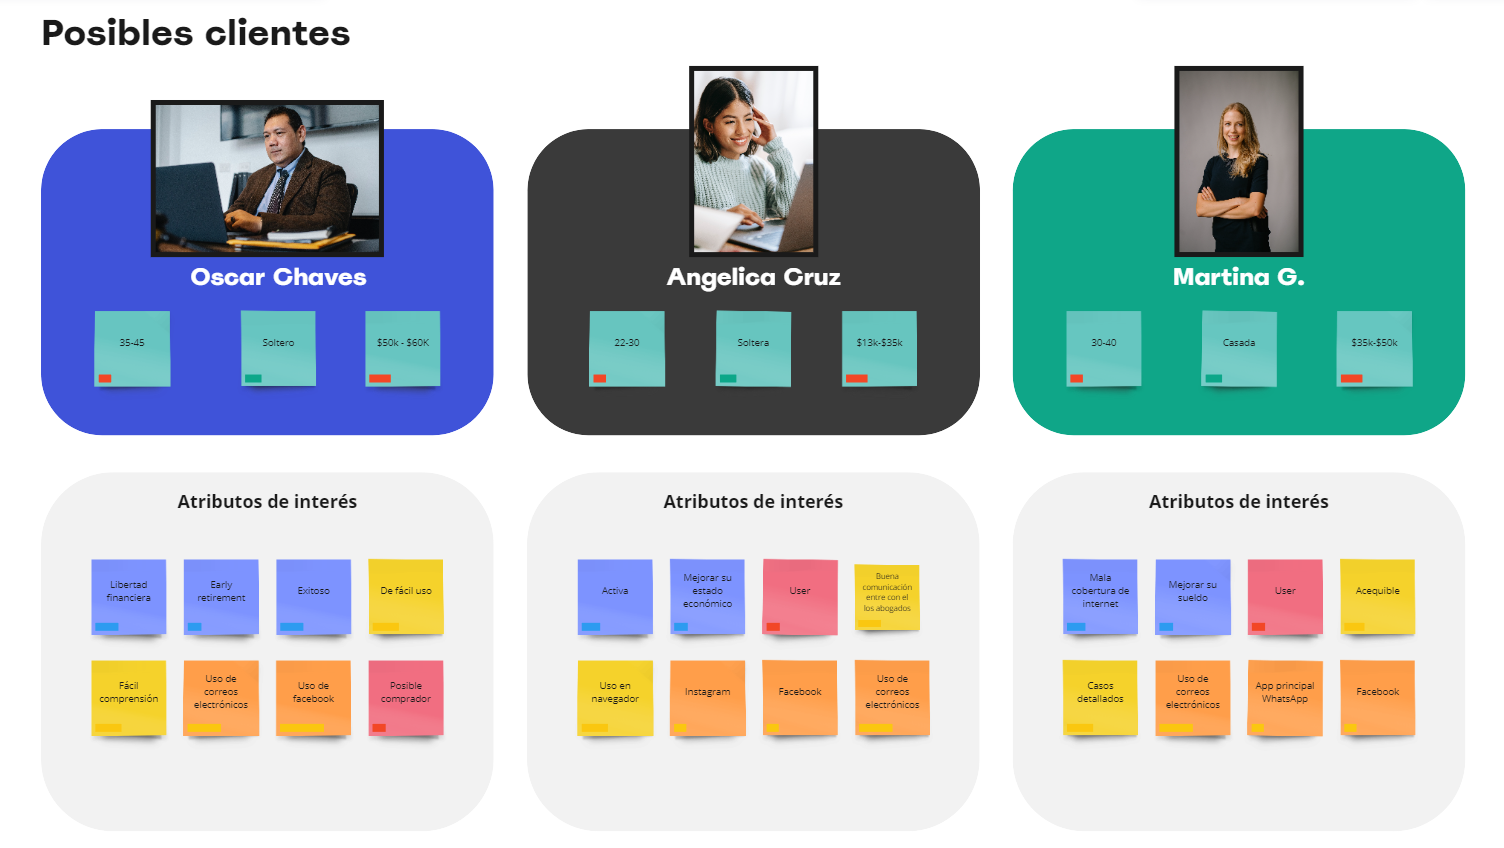 Posibles clientes
Oscar Chaves
35-45
Soltero
$50k - $60K
Angelica Cruz
22-30
Soltera
$13k-$35k
Martina G.
30-40
Casada
$35k-$50k
Atributos de interés
Libertad
financiera
Early
retirement
Exitoso
De fácil uso
Fácil
comprensión
Uso de
correos
electrónicos
Uso de
facebook
Posible
comprador
Atributos de interés
Activa
Mejorar su
estado
económico
User
Buena
comunicación
entre con el
los abogados
Uso en
navegador
Instagram
Facebook
Uso de
correos
electrónicos
Atributos de interés
Mala
cobertura de
internet
Mejorar su
sueldo
User
Acequible
Casos
detallados
Uso de
correos
electrónicos
App principal
WhatsApp
Facebook